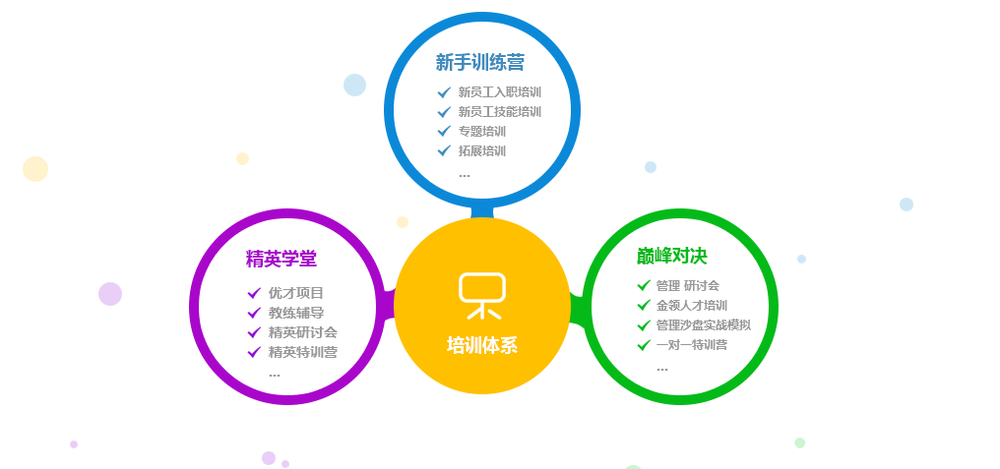 新手训练营
新员工入职培训
新员工技能培训
专题培训
拓展培训
...
精英学堂
优才项目
教练辅导
精英研讨会
精英特训营
...
培训体系
巅峰对决
管理 研讨会
金领人才培训
管理沙盘实战模拟
一对一特训营
...